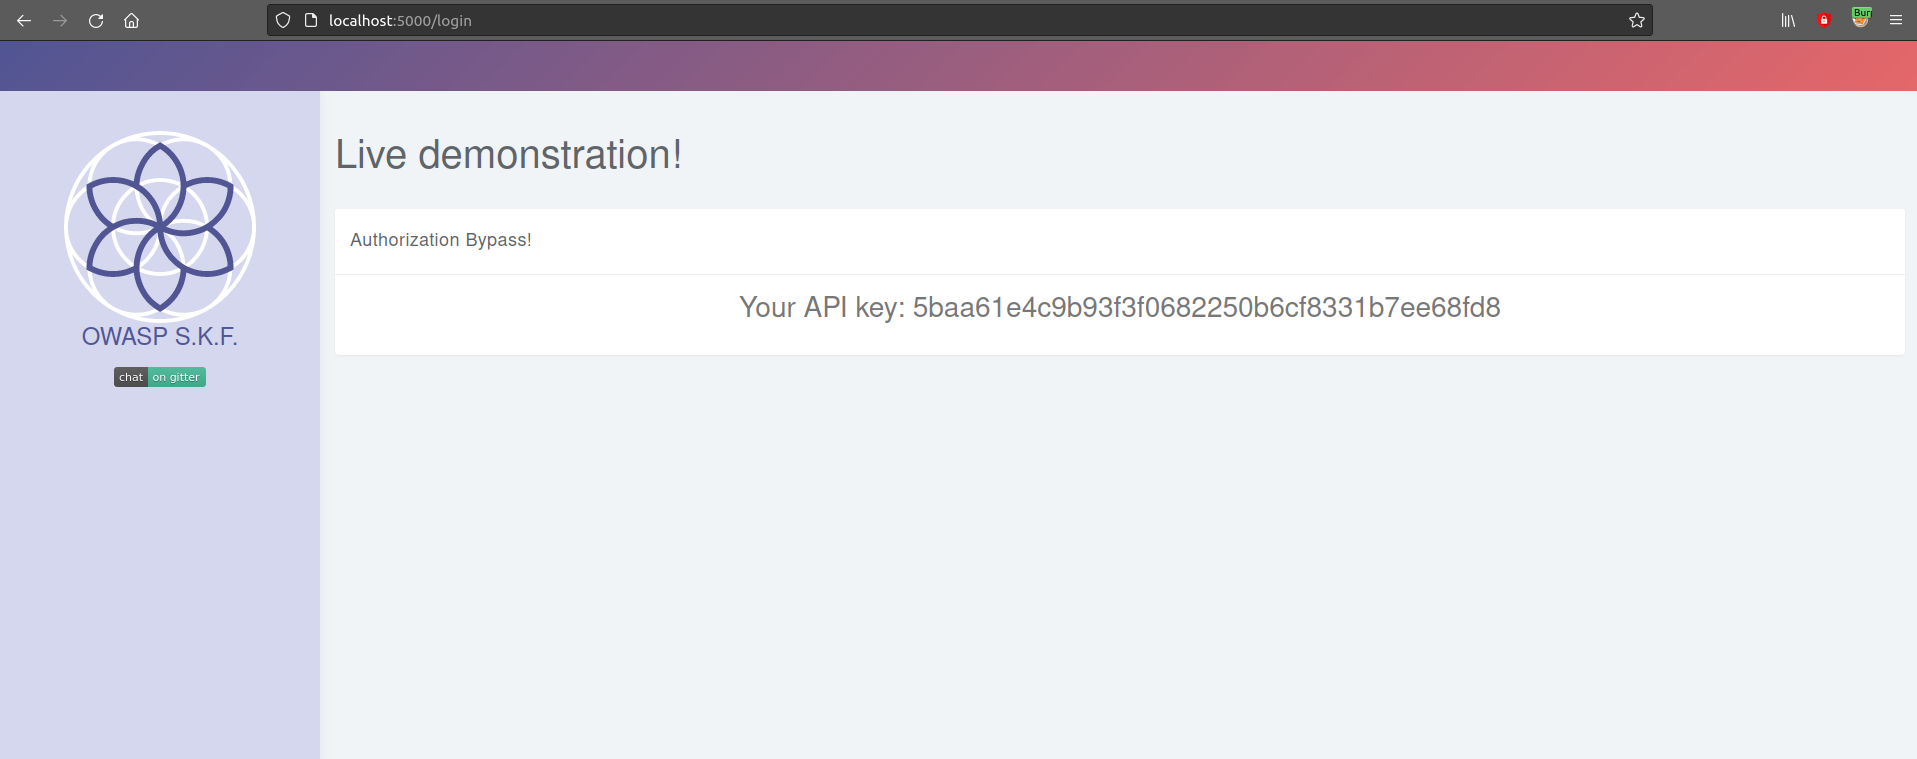 localhost:5000/login
Bur
Live demonstration!
Authorization Bypass!
Your API key: 5baa61e4c9b93f3f0682250b6cf8331b7ee68fd8
OWASP S.K.F.
chat on gitter